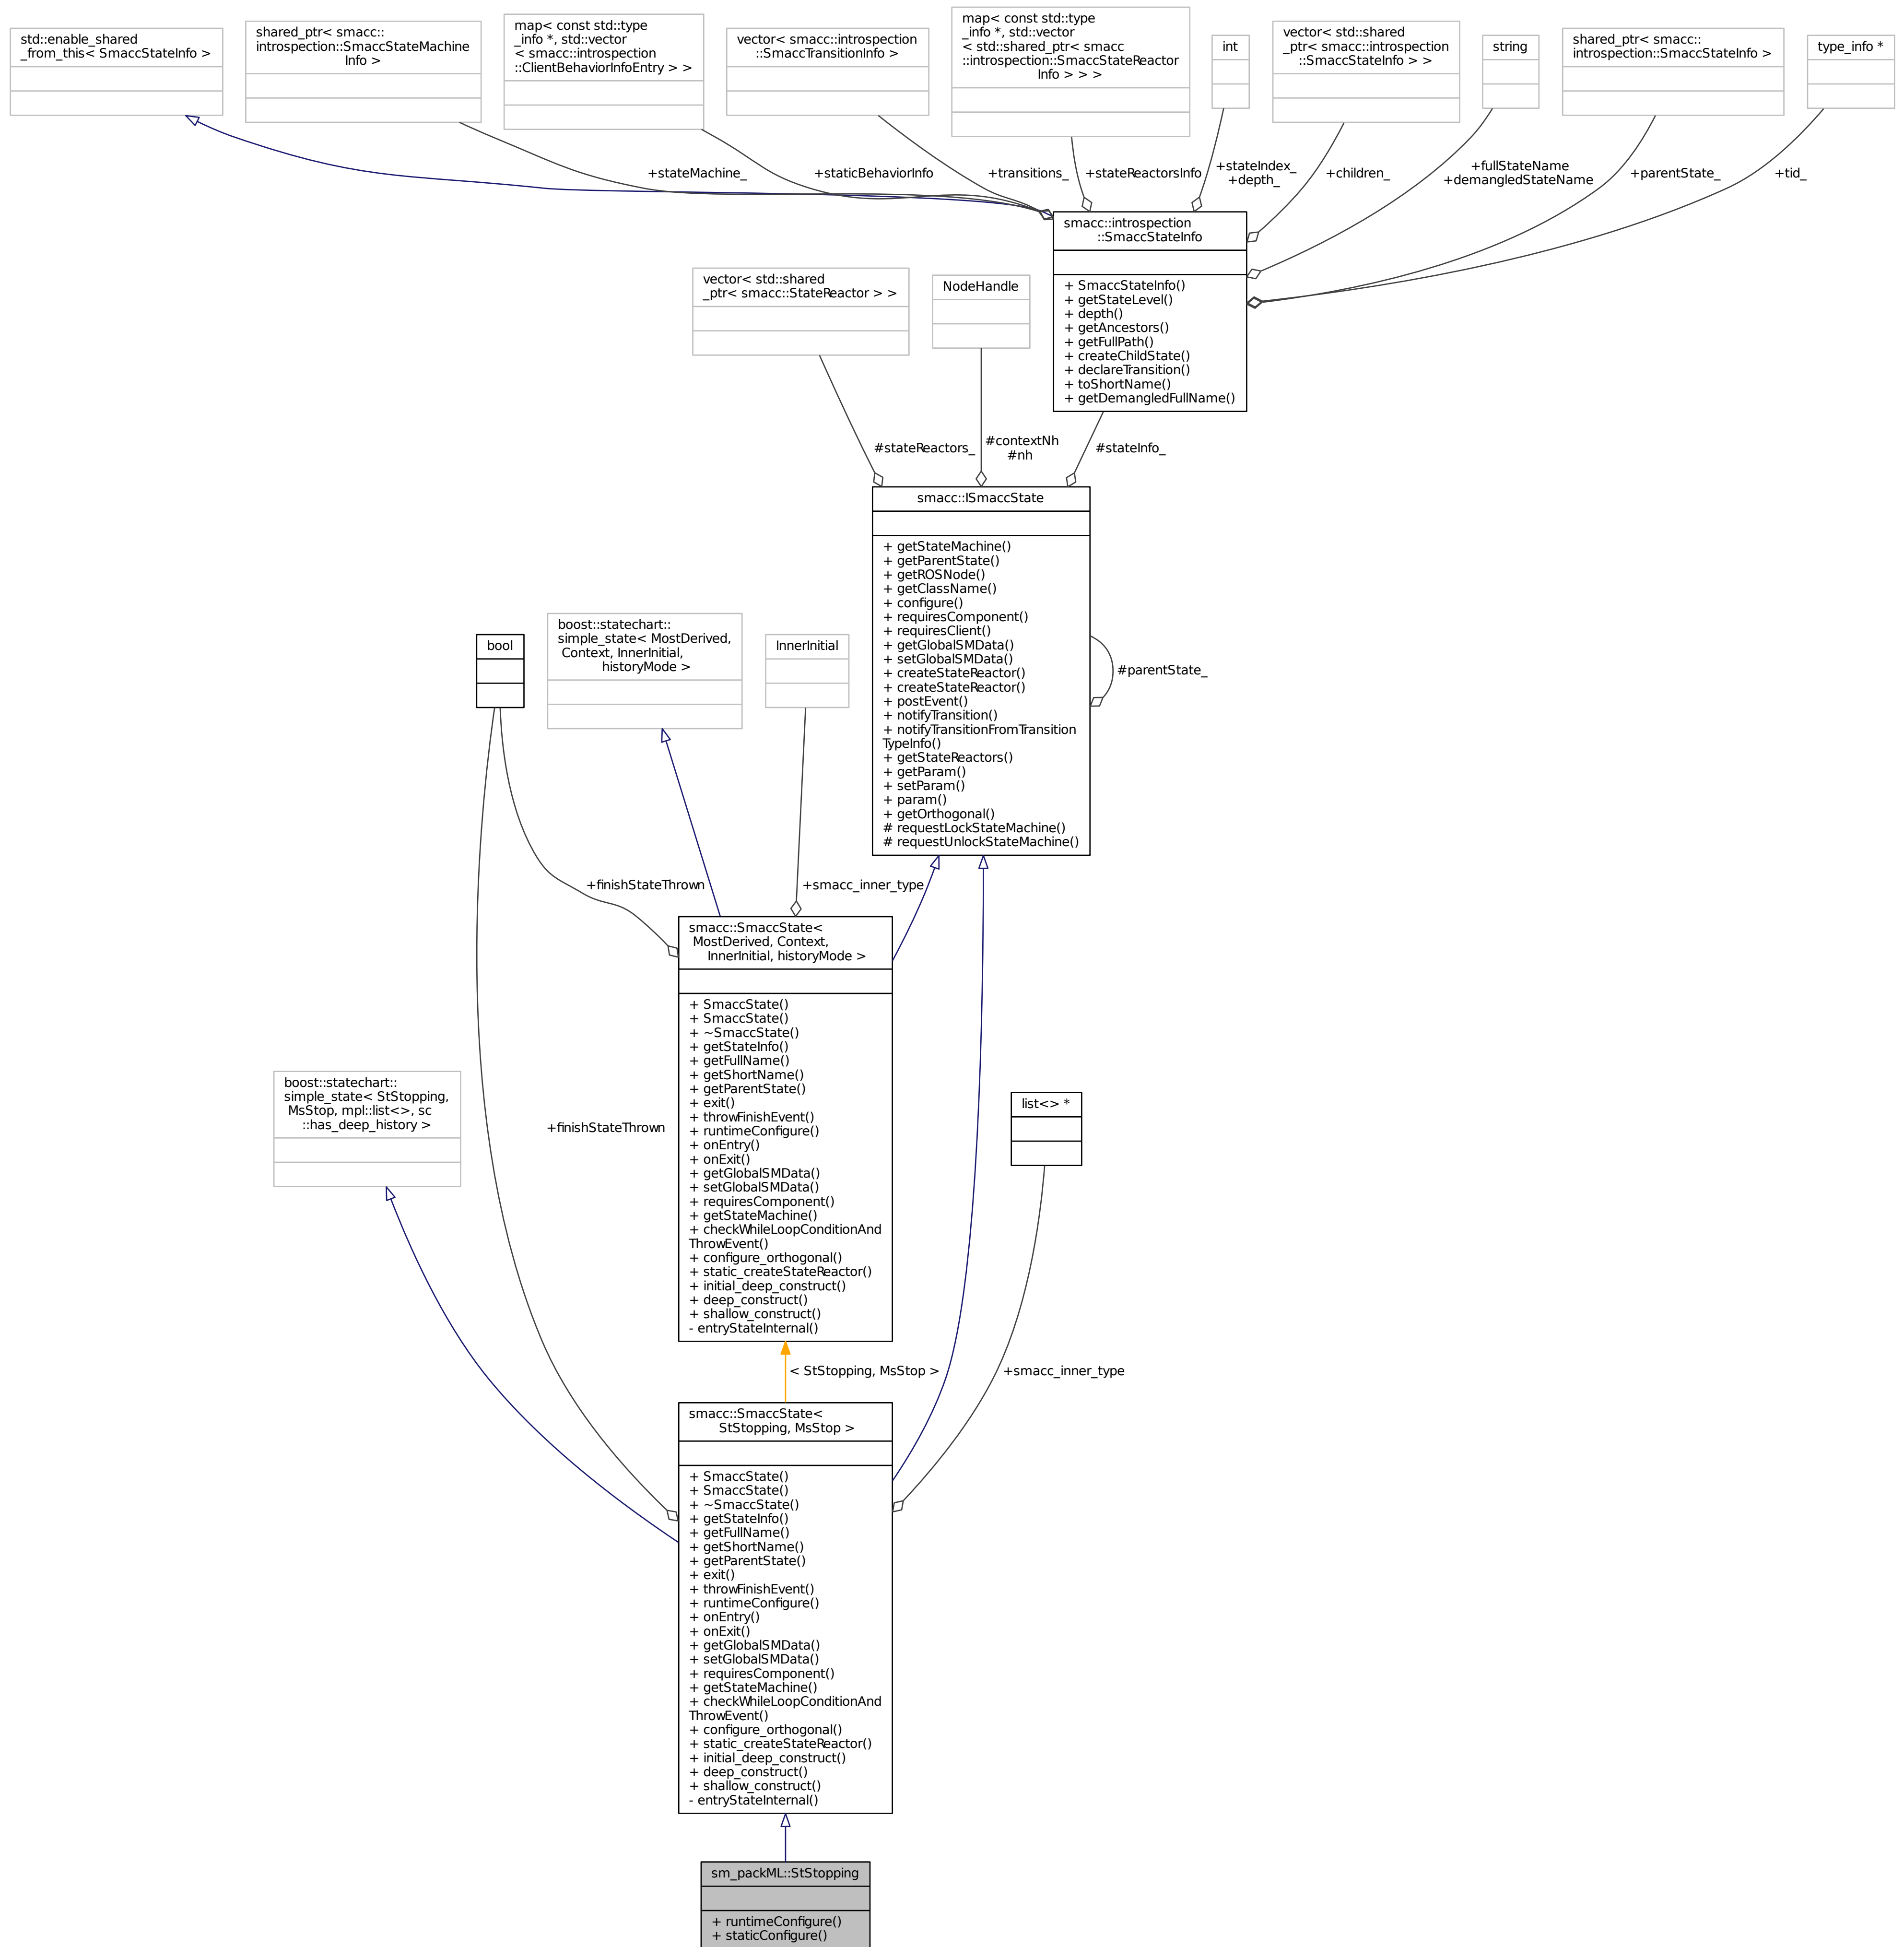 std::enable_shared
_from_this< SmaccStateInfo >
shared_ptr< smacc::
introspection::SmaccStateMachine
Info >
map< const std::type
_info *, std::vector
< smacc::introspection
::ClientBehaviorInfoEntry > >
vector< smacc::introspection
::SmaccTransitionInfo >
map< const std::type
_info *, std::vector
< std::shared_ptr< smacc
::introspection::SmaccStateReactor
Info > > >
int
vector< std::shared
_ptr< smacc::introspection
::SmaccStateInfo > >
string
shared_ptr< smacc::
introspection::SmaccStateInfo >
type_info *
+stateMachine_
+staticBehaviorInfo
+transitions_
+stateReactorsInfo
+stateIndex_
+depth_
+children_
+fullStateName
+demangledStateName
+parentState_
+tid_
smacc::introspection
::SmaccStateInfo
+ SmaccStateInfo()
+ getStateLevel()
+ depth()
+ getAncestors()
+ getFullPath()
+ createChildState()
+ declareTransition()
+ toShortName()
+ getDemangledFullName()
vector< std::shared
_ptr< smacc::StateReactor > >
NodeHandle
#stateReactors_
#contextNh
#nh
#stateInfo_
smacc::ISmaccState
+ getStateMachine()
+ getParentState()
+ getROSNode()
+ getClassName()
+ configure()
+ requiresComponent()
+ requiresClient()
+ getGlobalSMData()
+ setGlobalSMData()
+ createStateReactor()
+ createStateReactor()
+ postEvent()
+ notifyTransition()
+ notifyTransitionFromTransition
TypeInfo()
+ getStateReactors()
+ getParam()
+ setParam()
+ param()
+ getOrthogonal()
# requestLockStateMachine()
# requestUnlockStateMachine()
#parentState_
bool
boost::statechart::
simple_state< MostDerived,
Context, InnerInitial,
historyMode >
InnerInitial
+finishStateThrown
+smacc_inner_type
smacc::SmaccState<
MostDerived, Context,
InnerInitial, historyMode >
+ SmaccState()
+ SmaccState()
+ ~SmaccState()
+ getStateInfo()
+ getFullName()
+ getShortName()
+ getParentState()
+ exit()
+ throwFinishEvent()
+ runtimeConfigure()
+ onEntry()
+ onExit()
+ getGlobalSMData()
+ setGlobalSMData()
+ requiresComponent()
+ getStateMachine()
+ checkWhileLoopConditionAnd
ThrowEvent()
+ configure_orthogonal()
+ static_createStateReactor()
+ initial_deep_construct()
+ deep_construct()
+ shallow_construct()
- entryStateInternal()
boost::statechart::
simple_state< StStopping,
MsStop, mpl::list<>, sc
::has_deep_history >
+finishStateThrown
list<> *
< StStopping, MsStop >
+smacc_inner_type
smacc::SmaccState<
StStopping, MsStop >
+ SmaccState()
+ SmaccState()
+ ~SmaccState()
+ getStateInfo()
+ getFullName()
+ getShortName()
+ getParentState()
+ exit()
+ throwFinishEvent()
+ runtimeConfigure()
+ onEntry()
+ onExit()
+ getGlobalSMData()
+ setGlobalSMData()
+ requiresComponent()
+ getStateMachine()
+ checkWhileLoopConditionAnd
ThrowEvent()
+ configure_orthogonal()
+ static_createStateReactor()
+ initial_deep_construct()
+ deep_construct()
+ shallow_construct()
- entryStateInternal()
sm_packML::StStopping
+ runtimeConfigure()
+ staticConfigure()